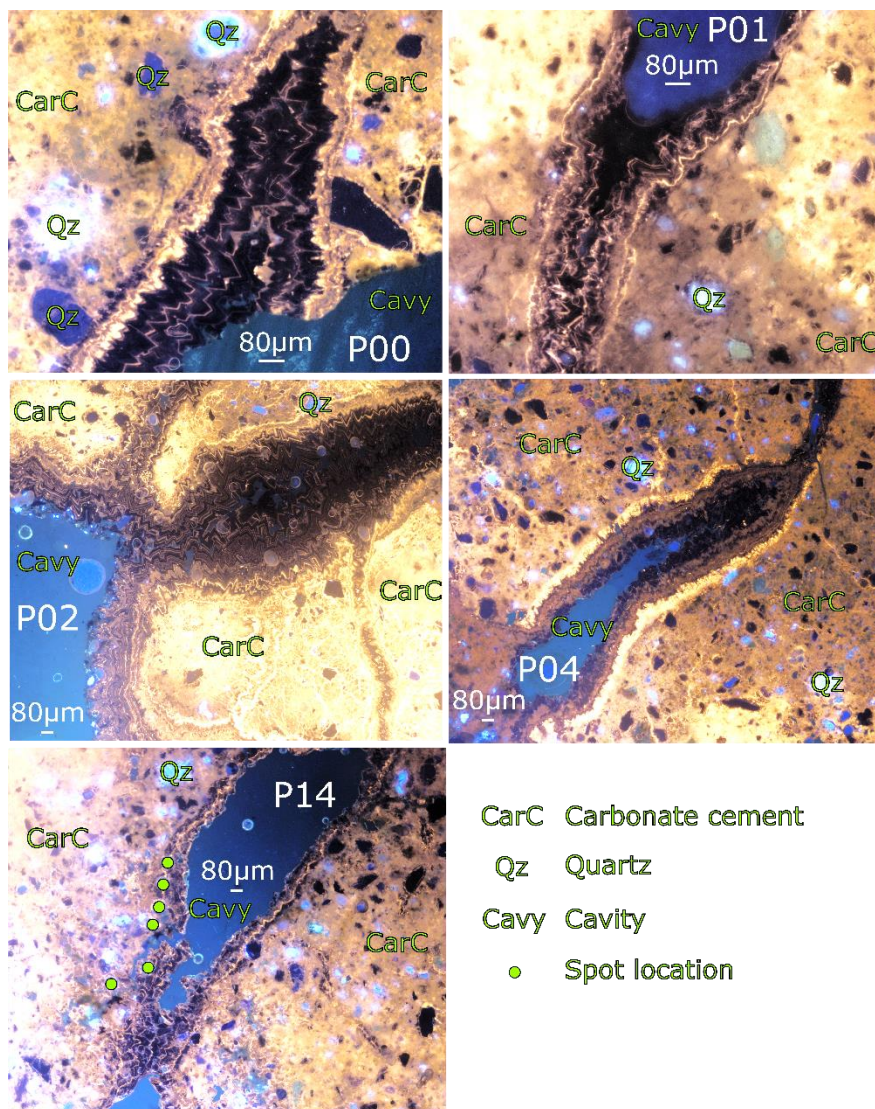 Qz
Qz
CarC
CarC
Qz
Qz
Cavy
80µm
P00
Cavy
P01
80µm
CarC
Qz
CarC
CarC
Qz
Cavy
CarC
P02
CarC
80µm
CarC
Qz
CarC
Cavy
P04
Qz
80µm
Qz
P14
CarC
80µm
Cavy
CarC
CarC Carbonate cement
Qz Quartz
Cavy Cavity
Spot location